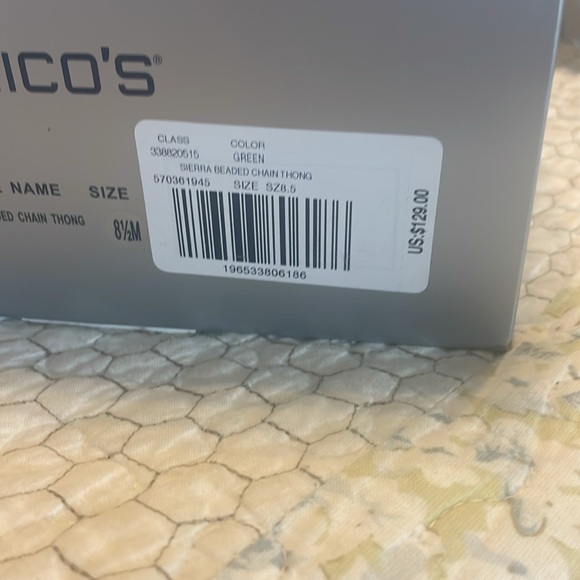 ICO'S®
CLASS COLOR
338820515 GREEN
SIERRA BEADED CHAIN THONG
570361945 SIZE SZ8.5
196533806186
US:$129.00
NAME SIZE
ED CHAIN THONG 8½M